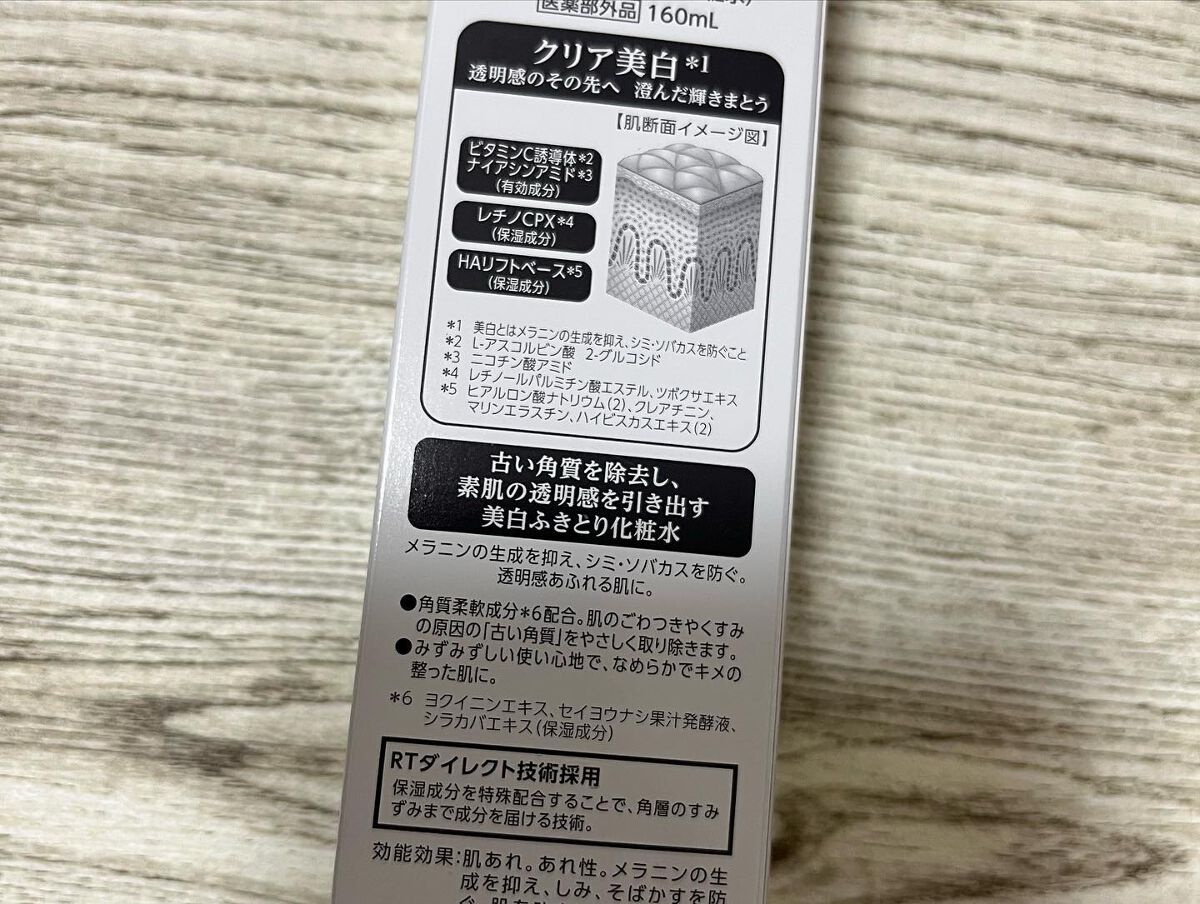 医薬部外品 160mL
クリア美白*1
透明感のその先へ 澄んだ輝きまとう
【肌断面イメージ図】
ビタミンC誘導体*2
ナイアシンアミド*3
(有効成分)
レチノCPX*4
(保湿成分)
HAリフトベース*5
(保湿成分)
*1 美白とはメラニンの生成を抑え、シミ・ソバカスを防ぐこと
*2 L-アスコルビン酸 2-グルコシド
*3 ニコチン酸アミド
*4 レチノールパルミチン酸エステル、ツボクサエキス
*5 ヒアルロン酸ナトリウム(2)、クレアチニン、
マリンエラスチン、ハイビスカスエキス(2)
古い角質を除去し、
素肌の透明感を引き出す
美白ふきとり化粧水
メラニンの生成を抑え、シミ・ソバカスを防ぐ。
透明感あふれる肌に。
●角質柔軟成分*6配合。肌のごわつきやくすみ
の原因の「古い角質」をやさしく取り除きます。
●みずみずしい使い心地で、なめらかでキメの
整った肌に。
*6 ヨクイニンエキス、セイヨウナシ果汁発酵液、
シラカバエキス(保湿成分)
RTダイレクト技術採用
保湿成分を特殊配合することで、角層のすみ
ずみまで成分を届ける技術。
効能効果:肌あれ。あれ性。メラニンの生
成を抑え、しみ、そばかすを防